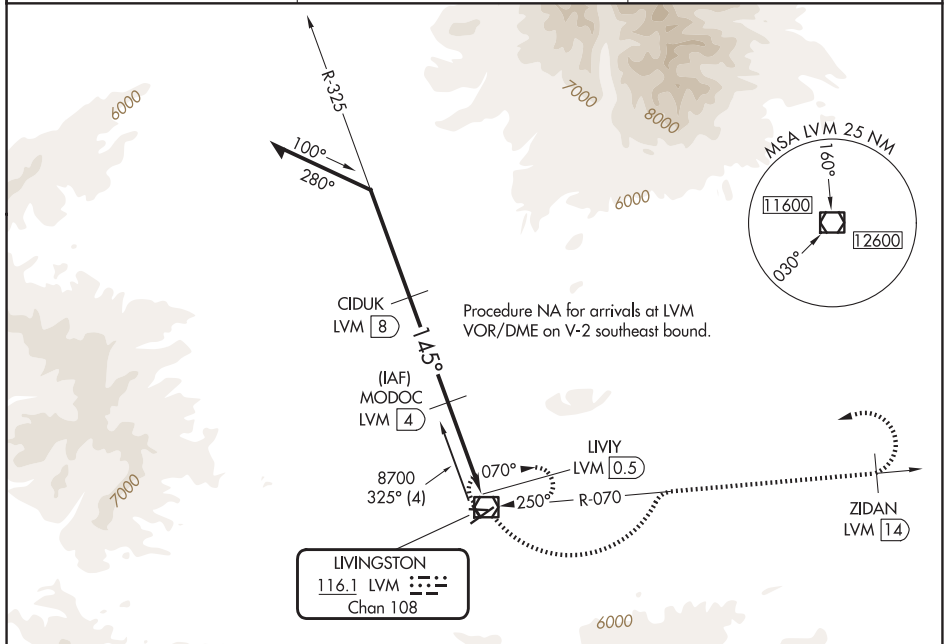 R-325
6000
7000
8000
100°
280°
6000
MSA LVM 25 NM
160°
11600
12600
030°
CIDUK
LVM 8
145°
Procedure NA for arrivals at LVM
VOR/DME on V-2 southeast bound.
(IAF)
MODOC
LVM 4
8700
325° (4)
7000
070°
LIVIY
LVM 0.5
250°
R-070
ZIDAN
LVM 14
LIVINGSTON
116.1 LVM
Chan 108
6000